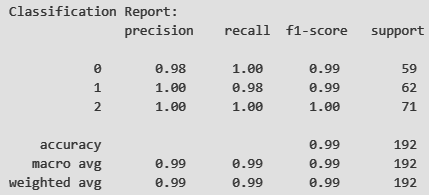 Classification Report:
precision recall f1-score support
0 0.98 1.00 0.99 59
1 1.00 0.98 0.99 62
2 1.00 1.00 1.00 71
accuracy 0.99 192
macro avg 0.99 0.99 0.99 192
weighted avg 0.99 0.99 0.99 192